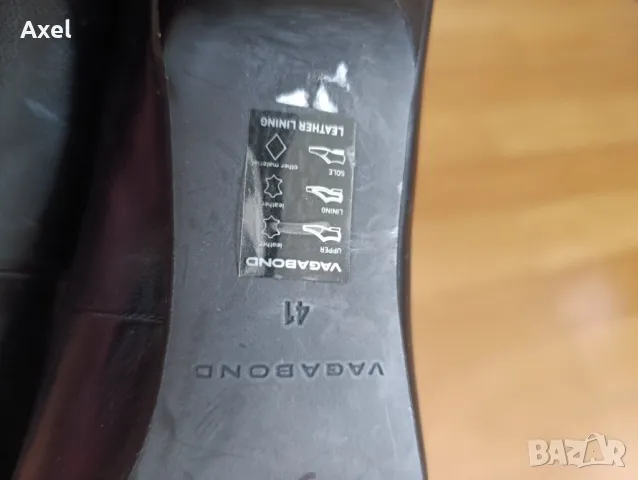 Axel
VAGABOND
UPPER
leather
LINING
leather
SOLE
other material
LEATHER LINING
41
VAGABOND
BAZAR